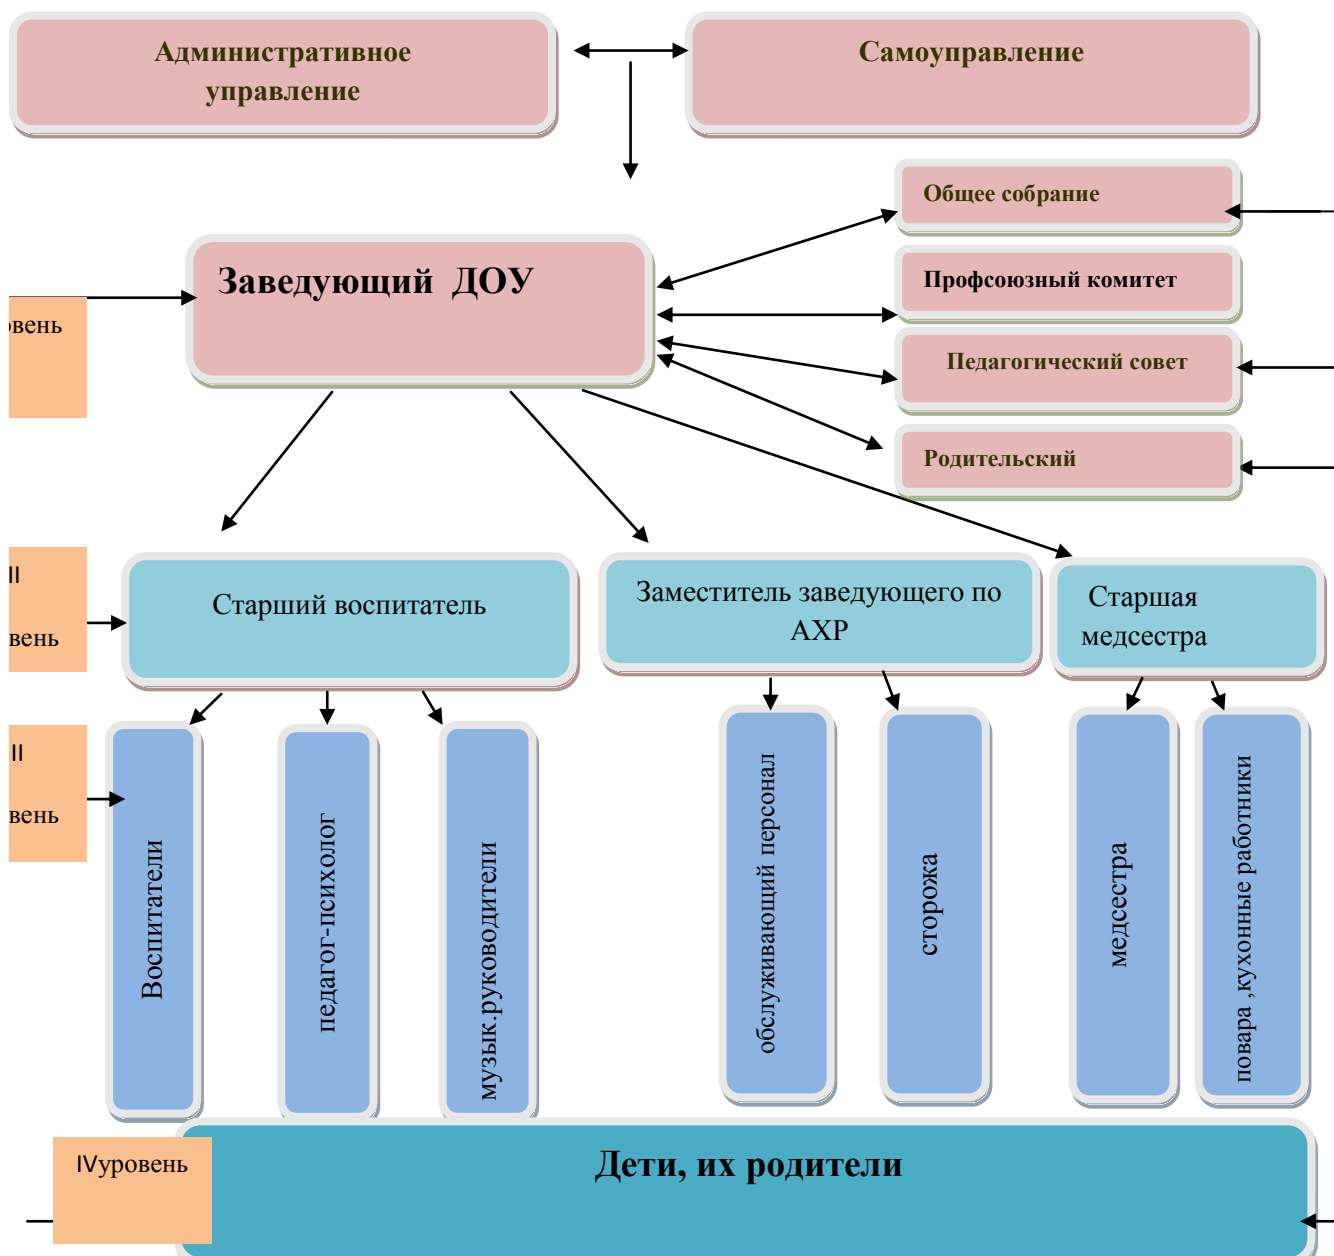 Административное
управление
Самоуправление
Общее собрание
Заведующий ДОУ
Профсоюзный комитет
овень
Педагогический совет
Родительский
II
вень
Старший воспитатель
Заместитель заведующего по
АХР
Старшая
медсестра
II
вень
Воспитатели
педагог-психолог
музык.руководители
обслуживающий персонал
сторожа
медсестра
повара ,кухонные работники
IVуровень
Дети, их родители